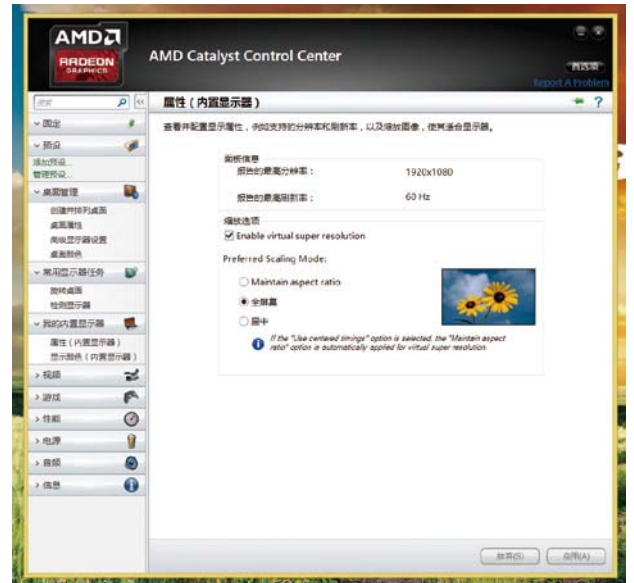 AMD
RADEON
GRAPHICS
AMD Catalyst Control Center
首选项
Report A Problem
搜索
属性（内置显示器）
固定
查看并配置显示属性，例如支持的分辨率和刷新率，以及缩放图像，使其适合显示器。
预设
添加预设...
管理预设...
面板信息
报告的最高分辨率：
1920x1080
报告的最高刷新率：
60 Hz
桌面管理
创建并排列桌面
桌面属性
高级显示器设置
桌面颜色
缩放选项
Enable virtual super resolution
Preferred Scaling Mode:
Maintain aspect ratio
全屏幕
居中
If the "Use centered timings" option is selected, the "Maintain aspect
ratio" option is automatically applied for virtual super resolution.
常用显示器任务
旋转桌面
检测显示器
我的内置显示器
属性（内置显示器）
显示颜色（内置显示器）
视频
游戏
性能
电源
音频
信息
放弃(S)
应用(A)